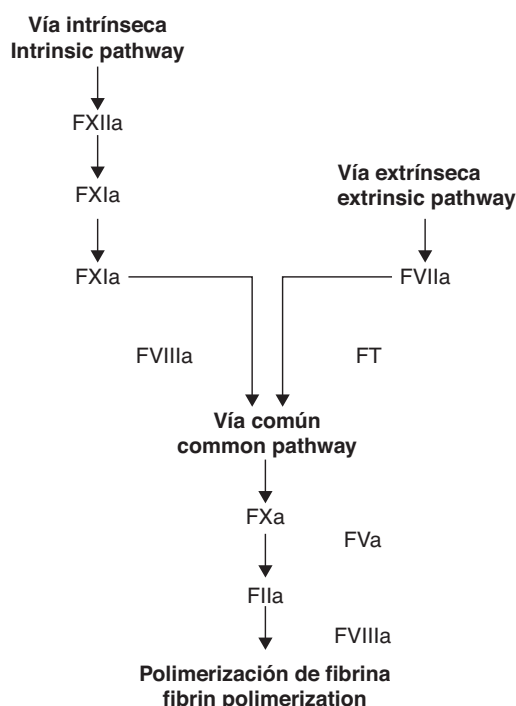 Vía intrínseca
Intrinsic pathway
FXIIa
FXIa
Vía extrínseca
extrinsic pathway
FXIa
FVIIa
FVIIIa
FT
Vía común
common pathway
FXa
FVa
FIIa
FVIIIa
Polimerización de fibrina
fibrin polimerization